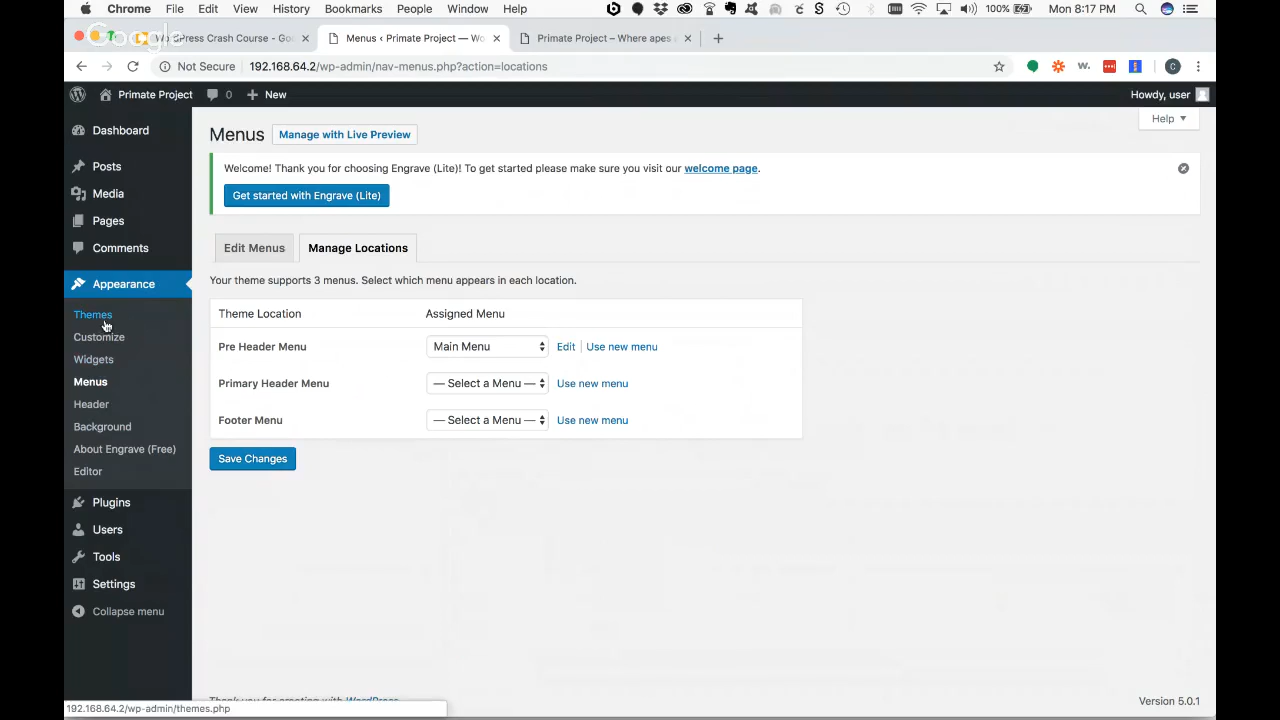 Chrome File Edit View History Bookmarks People Window Help 100% Mon 8:17 PM
Google
WordPress Crash Course - Go
Menus ‹ Primate Project — Wo
Primate Project – Where apes
Not Secure 192.168.64.2/wp-admin/nav-menus.php?action=locations
Primate Project 0 New Howdy, user
Help
Dashboard
Posts
Media
Pages
Comments
Appearance
Themes
Customize
Widgets
Menus
Header
Background
About Engrave (Free)
Editor
Plugins
Users
Tools
Settings
Collapse menu
Menus Manage with Live Preview
Welcome! Thank you for choosing Engrave (Lite)! To get started please make sure you visit our welcome page.
Get started with Engrave (Lite)
Edit Menus Manage Locations
Your theme supports 3 menus. Select which menu appears in each location.
Theme Location Assigned Menu
Pre Header Menu Main Menu Edit | Use new menu
Primary Header Menu — Select a Menu — Use new menu
Footer Menu — Select a Menu — Use new menu
Save Changes
Thank you for creating with WordPress
Version 5.0.1
192.168.64.2/wp-admin/themes.php